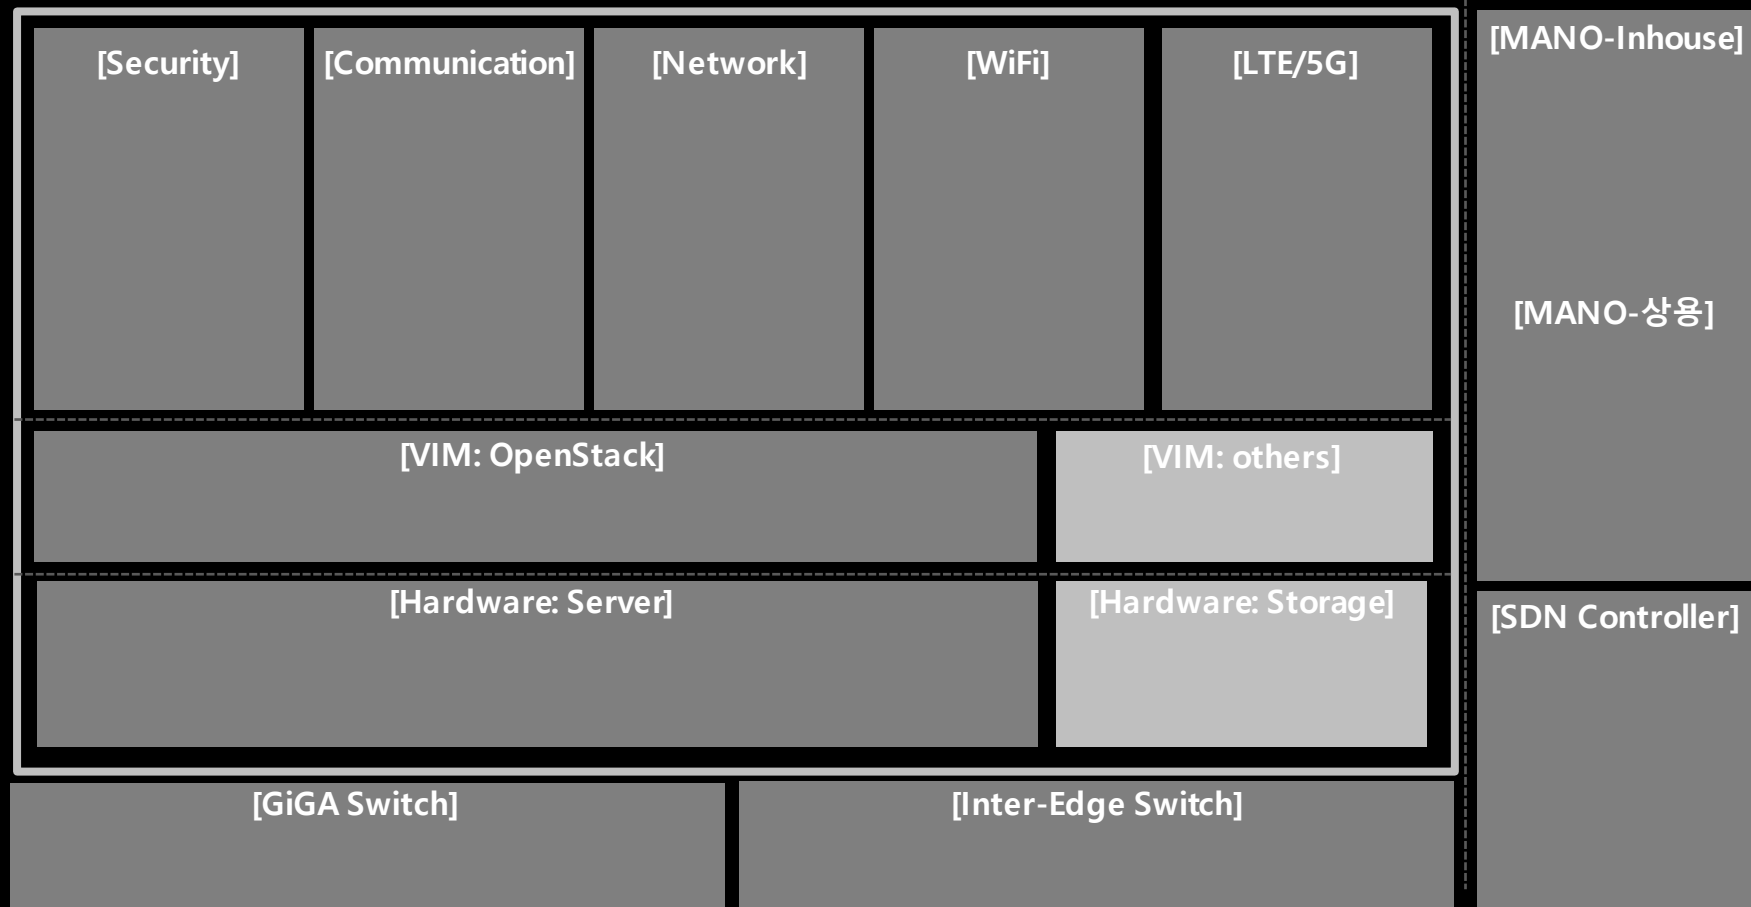 [Security]
[Communication]
[Network]
[WiFi]
[LTE/5G]
[MANO-Inhouse]
[MANO-상용]
[VIM: OpenStack]
[VIM: others]
[Hardware: Server]
[Hardware: Storage]
[SDN Controller]
[GiGA Switch]
[Inter-Edge Switch]